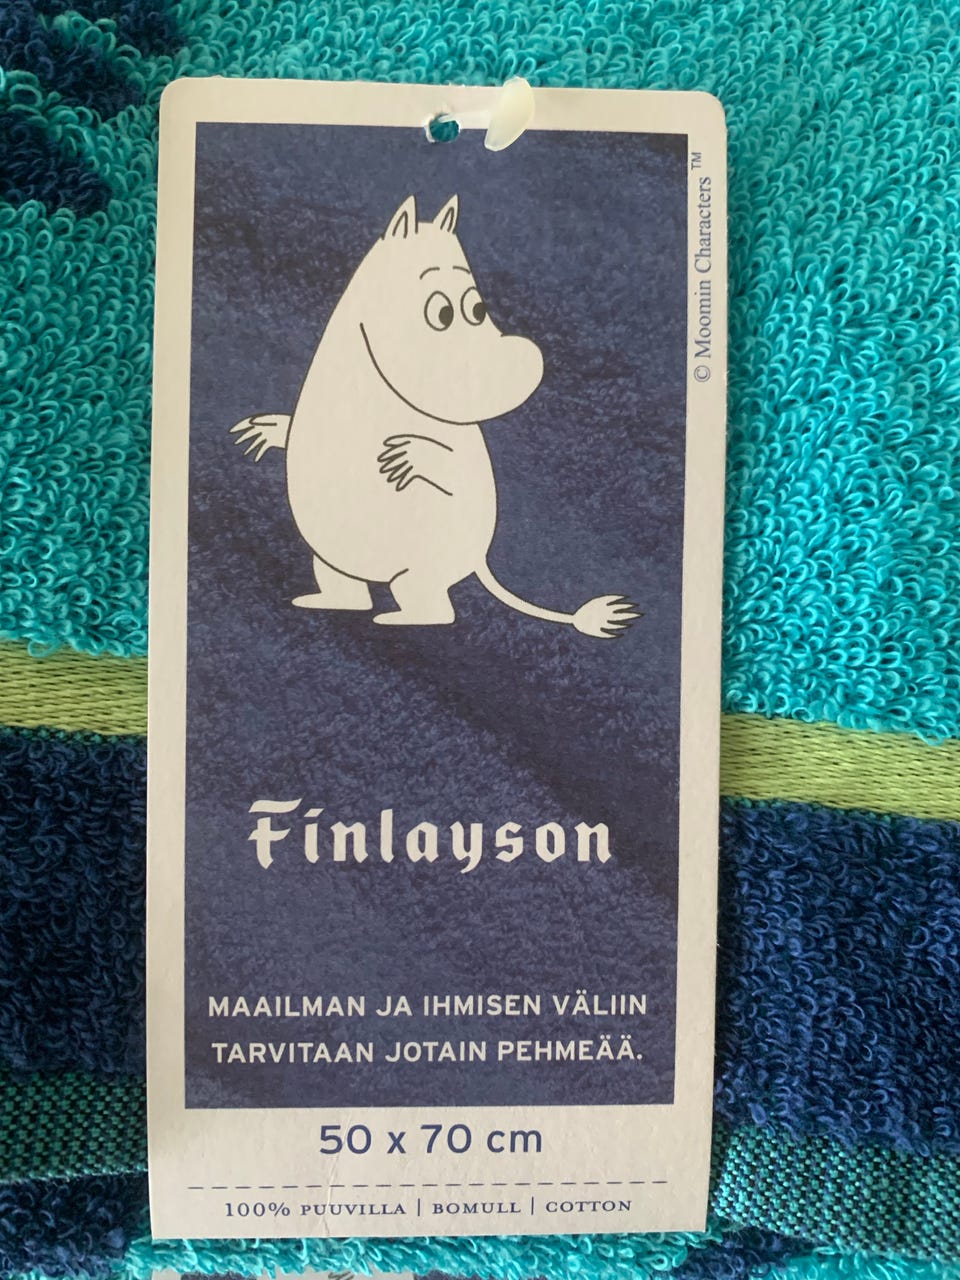 © Moomin Characters ™
Finlayson
MAAILMAN JA IHMISEN VÄLIIN
TARVITAAN JOTAIN PEHMEÄÄ.
50 x 70 cm
100% PUUVILLA | BOMULL | COTTON